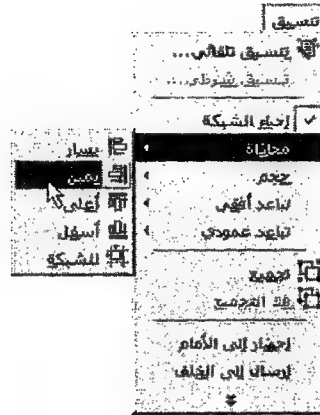 تنسيق
تنسيق تلقائي...
تنسيق شرطي...
إحياء الشبكة
محاذاة
حجم
تباعد أفقي
تباعد عمودي
تجميع
فك التجميع
إحضار إلى الأمام
إرسال إلى الخلف
يسار
يمين
أعلى
أسفل
للشبكة